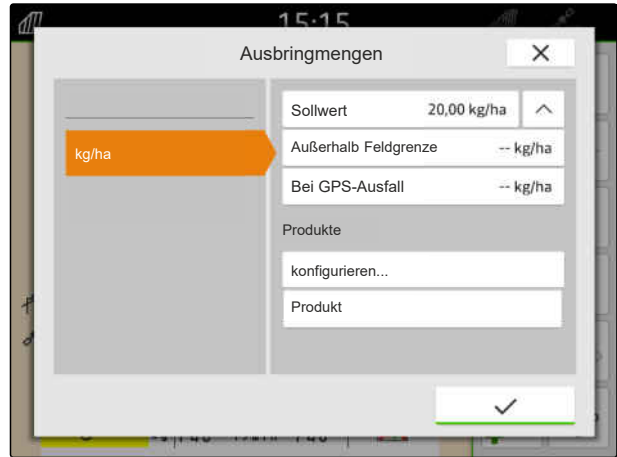 15:15
Ausbringmengen
Sollwert 20,00 kg/ha
kg/ha
Außerhalb Feldgrenze -- kg/ha
Bei GPS-Ausfall -- kg/ha
Produkte
konfigurieren...
Produkt